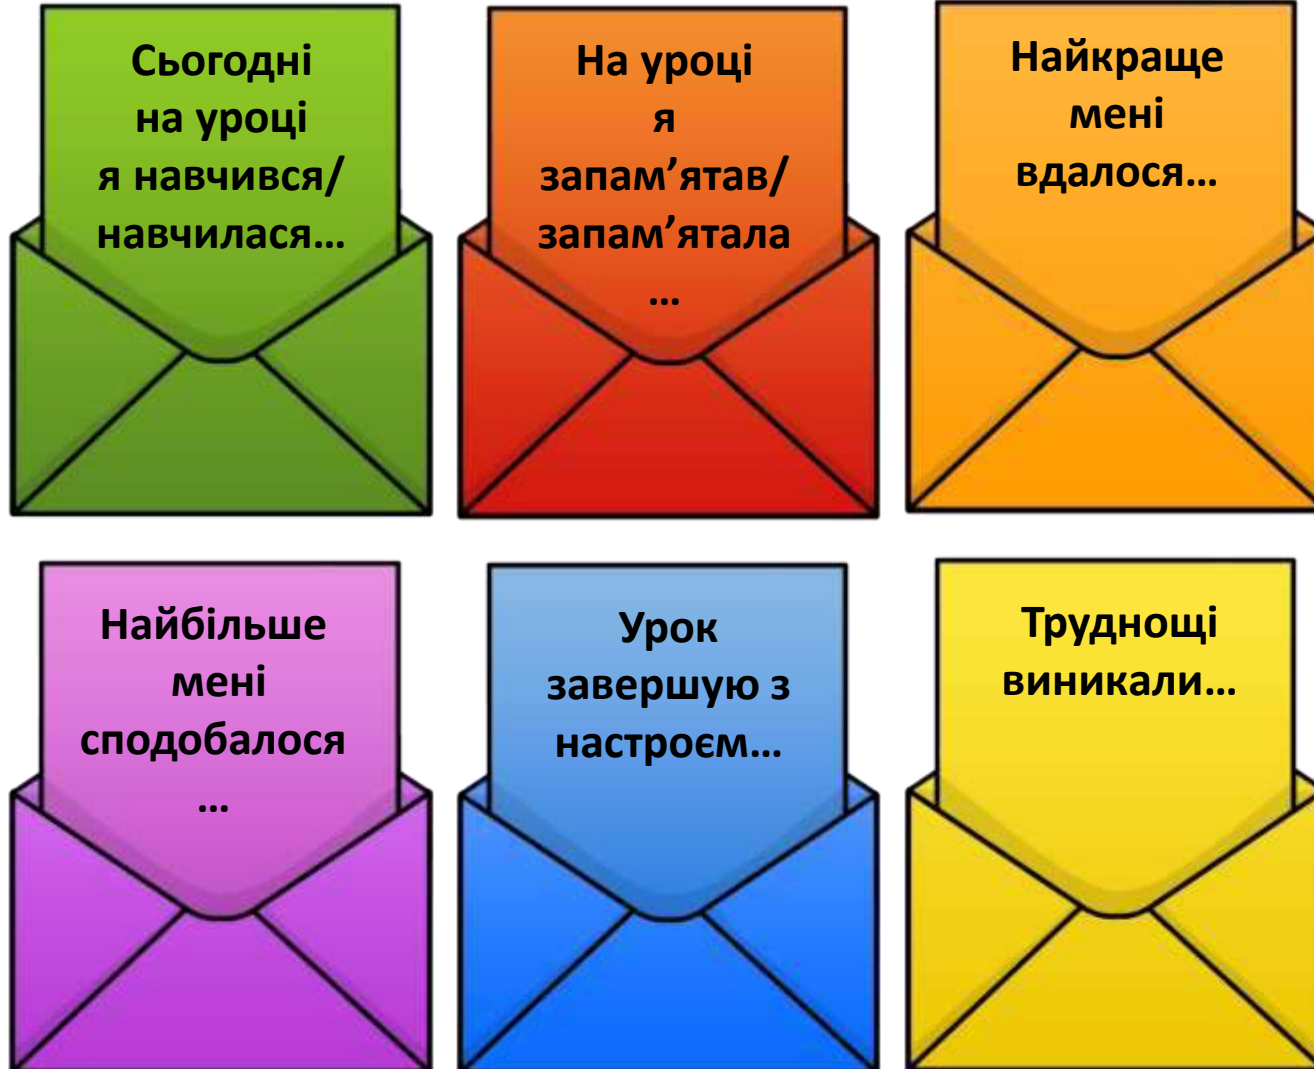 Сьогодні
на уроці
я навчився/
навчилася…
На уроці
я
запам’ятав/
запам’ятала
…
Найкраще
мені
вдалося…
Найбільше
мені
сподобалося
…
Урок
завершую з
настроєм…
Труднощі
виникали…